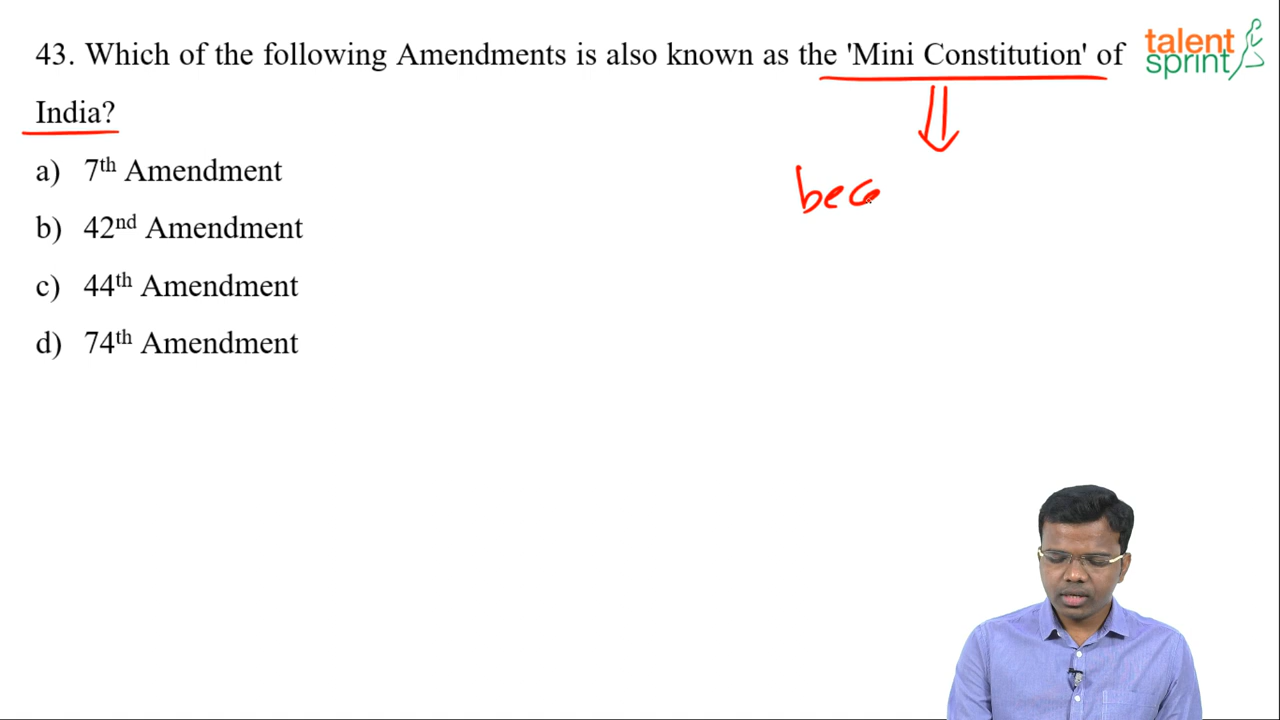 43. Which of the following Amendments is also known as the 'Mini Constitution' of
India?
talent
sprint
a) 7th Amendment
b) 42nd Amendment
c) 44th Amendment
d) 74th Amendment